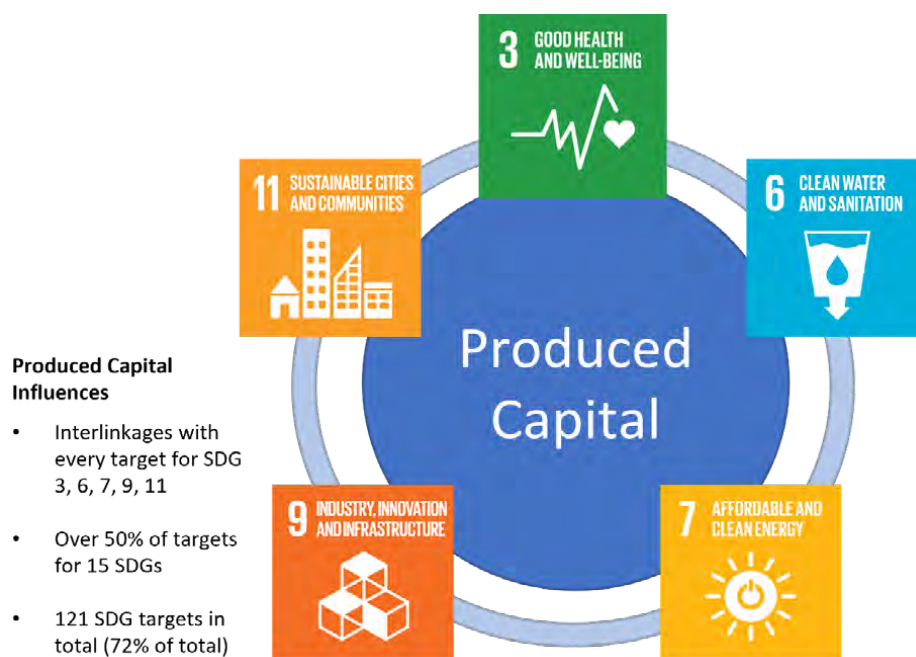 3 GOOD HEALTH
AND WELL-BEING
11 SUSTAINABLE CITIES
AND COMMUNITIES
6 CLEAN WATER
AND SANITATION
Produced
Capital
Produced Capital
Influences
• Interlinkages with
every target for SDG
3, 6, 7, 9, 11
• Over 50% of targets
for 15 SDGs
• 121 SDG targets in
total (72% of total)
9 INDUSTRY, INNOVATION
AND INFRASTRUCTURE
7 AFFORDABLE AND
CLEAN ENERGY